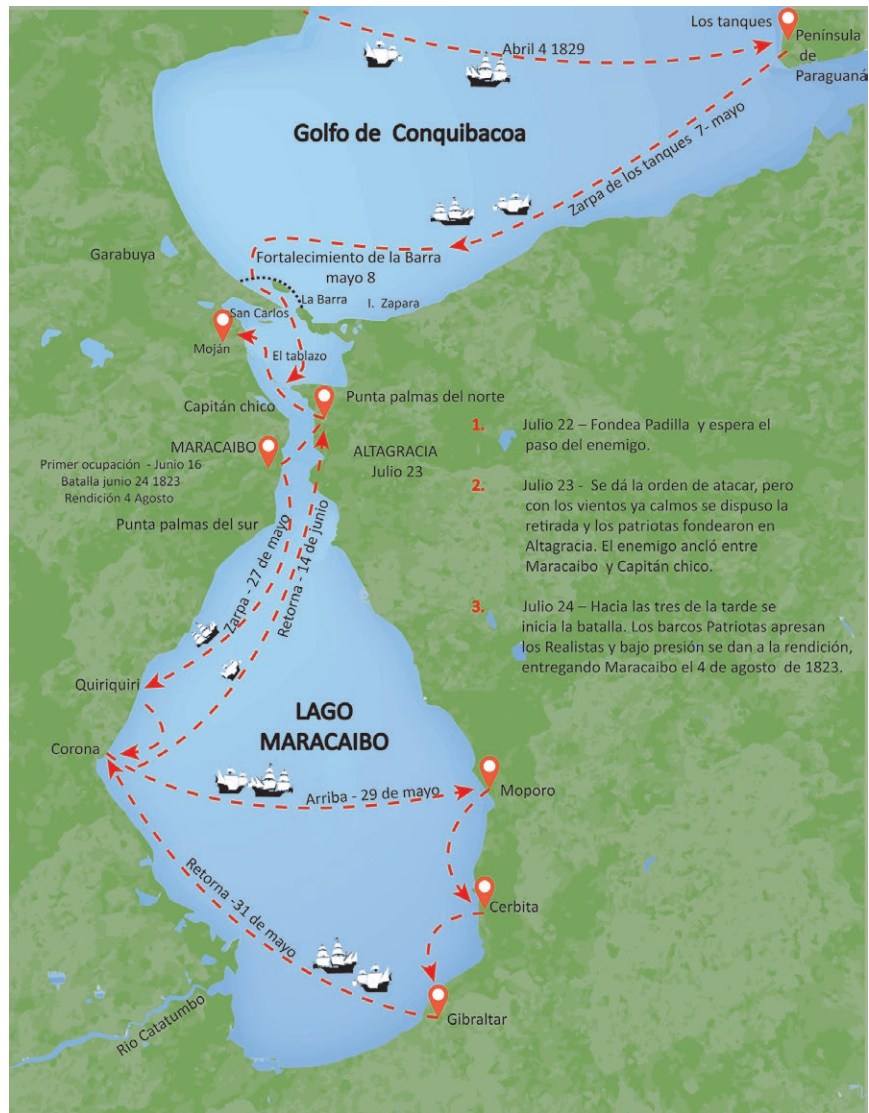 Los tanques
Península
de
Paraguaná
Abril 4 1829
Golfo de Conquibacoa
Zarpa de los tanques 7- mayo
Garabuya
Fortalecimiento de la Barra
mayo 8
La Barra
I. Zapara
San Carlos
Moján
El tablazo
Capitán chico
Punta palmas del norte
MARACAIBO
Primer ocupación - Junio 16
Batalla junio 24 1823
Rendición 4 Agosto
ALTAGRACIA
Julio 23
Punta palmas del sur
1. Julio 22 – Fondea Padilla y espera el
paso del enemigo.
2. Julio 23 - Se dá la orden de atacar, pero
con los vientos ya calmos se dispuso la
retirada y los patriotas fondearon en
Altagracia. El enemigo ancló entre
Maracaibo y Capitán chico.
3. Julio 24 – Hacia las tres de la tarde se
inicia la batalla. Los barcos Patriotas apresan
los Realistas y bajo presión se dan a la rendición,
entregando Maracaibo el 4 de agosto de 1823.
Zarpa - 27 de mayo
Retorna - 14 de junio
Quiriquiri
LAGO
MARACAIBO
Corona
Arriba - 29 de mayo
Moporo
Retorna -31 de mayo
Cerbita
Gibraltar
Rio Catatumbo